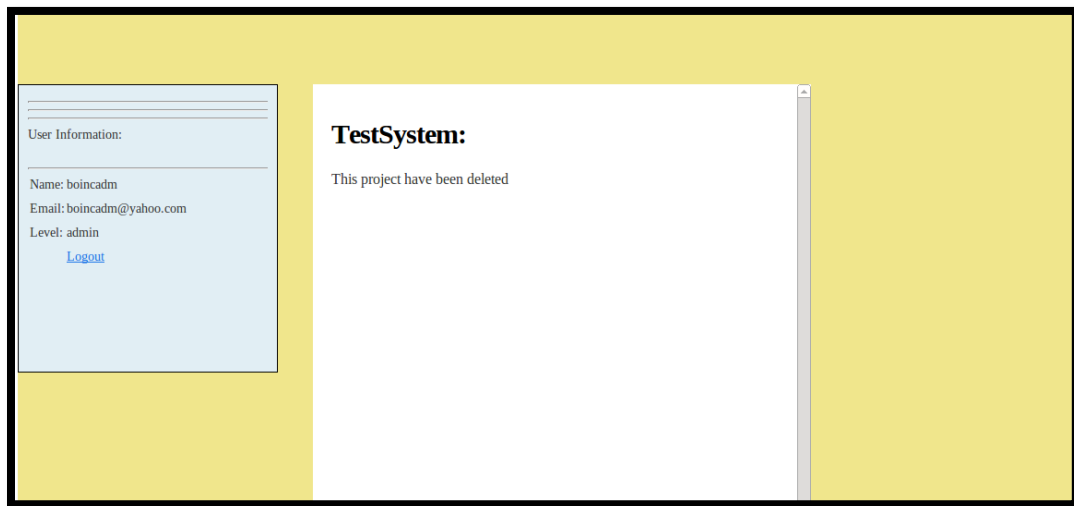 User Information:
Name: boincadm
Email: boincadm@yahoo.com
Level: admin
Logout
TestSystem:
This project have been deleted